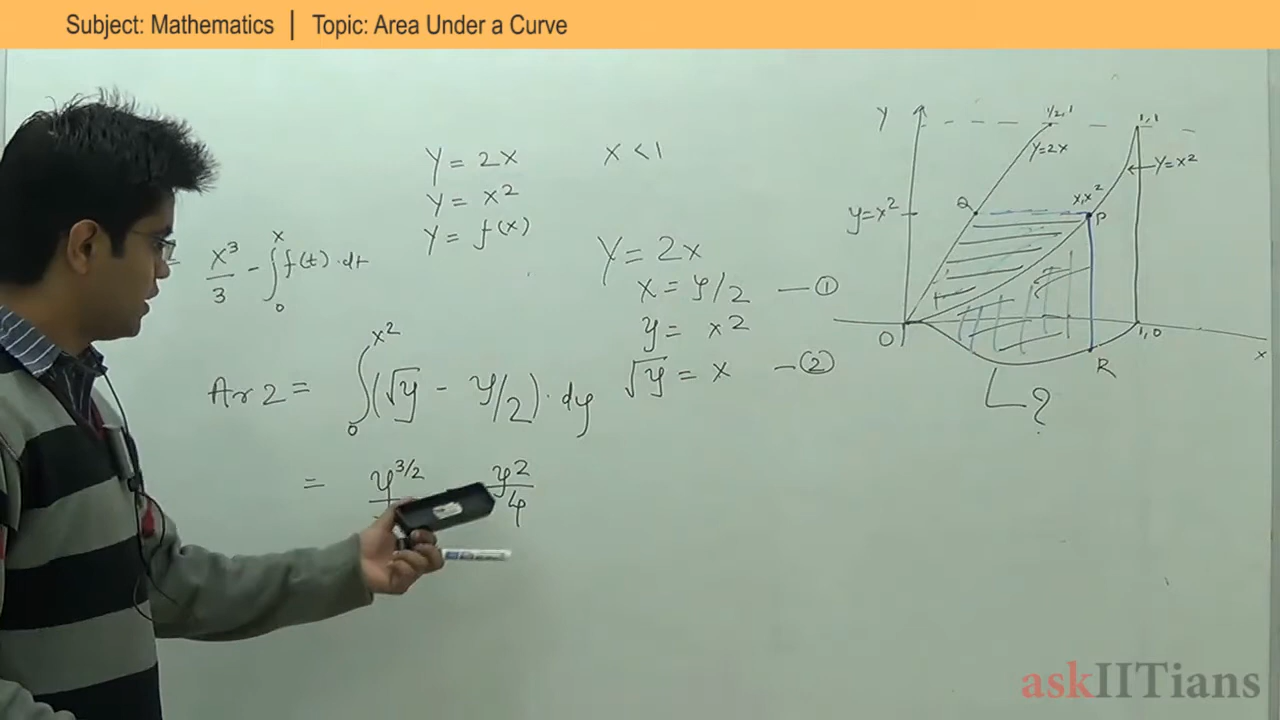 Subject: Mathematics | Topic: Area Under a Curve
y = 2x
x < 1
y = x²
y = f(x)
x³/3 - ∫₀ˣ f(t) · dt
Ar 2 = ∫₀^(x²) (√y - y/2) · dy
= y^(3/2) y²/4
y = 2x
x = y/2 — ①
y = x²
√y = x — ②
y
1/2, 1
1, 1
y=2x
y=x²
x, x²
y=x²
Q
P
O
1, 0
x
R
?
askIITians